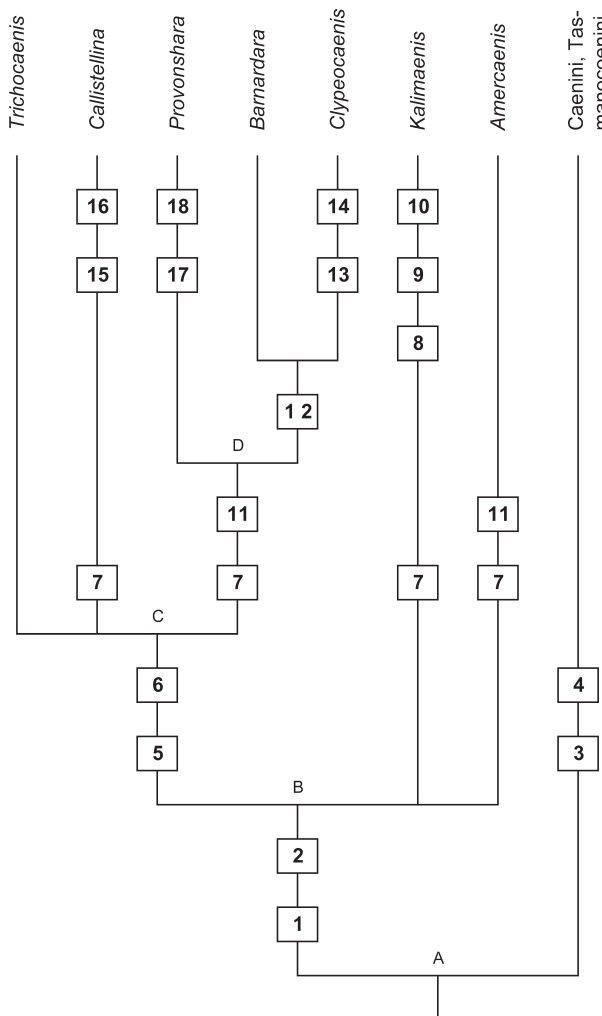 Trichocaenis
Callistellina
Provonshara
Barnardara
Clypeocaenis
Kalimaenis
Amercaenis
Caenini, Tas-
manocoenini
16
18
14
10
15
17
13
9
8
1 2
D
11
11
7
7
7
7
C
6
4
5
3
B
2
1
A